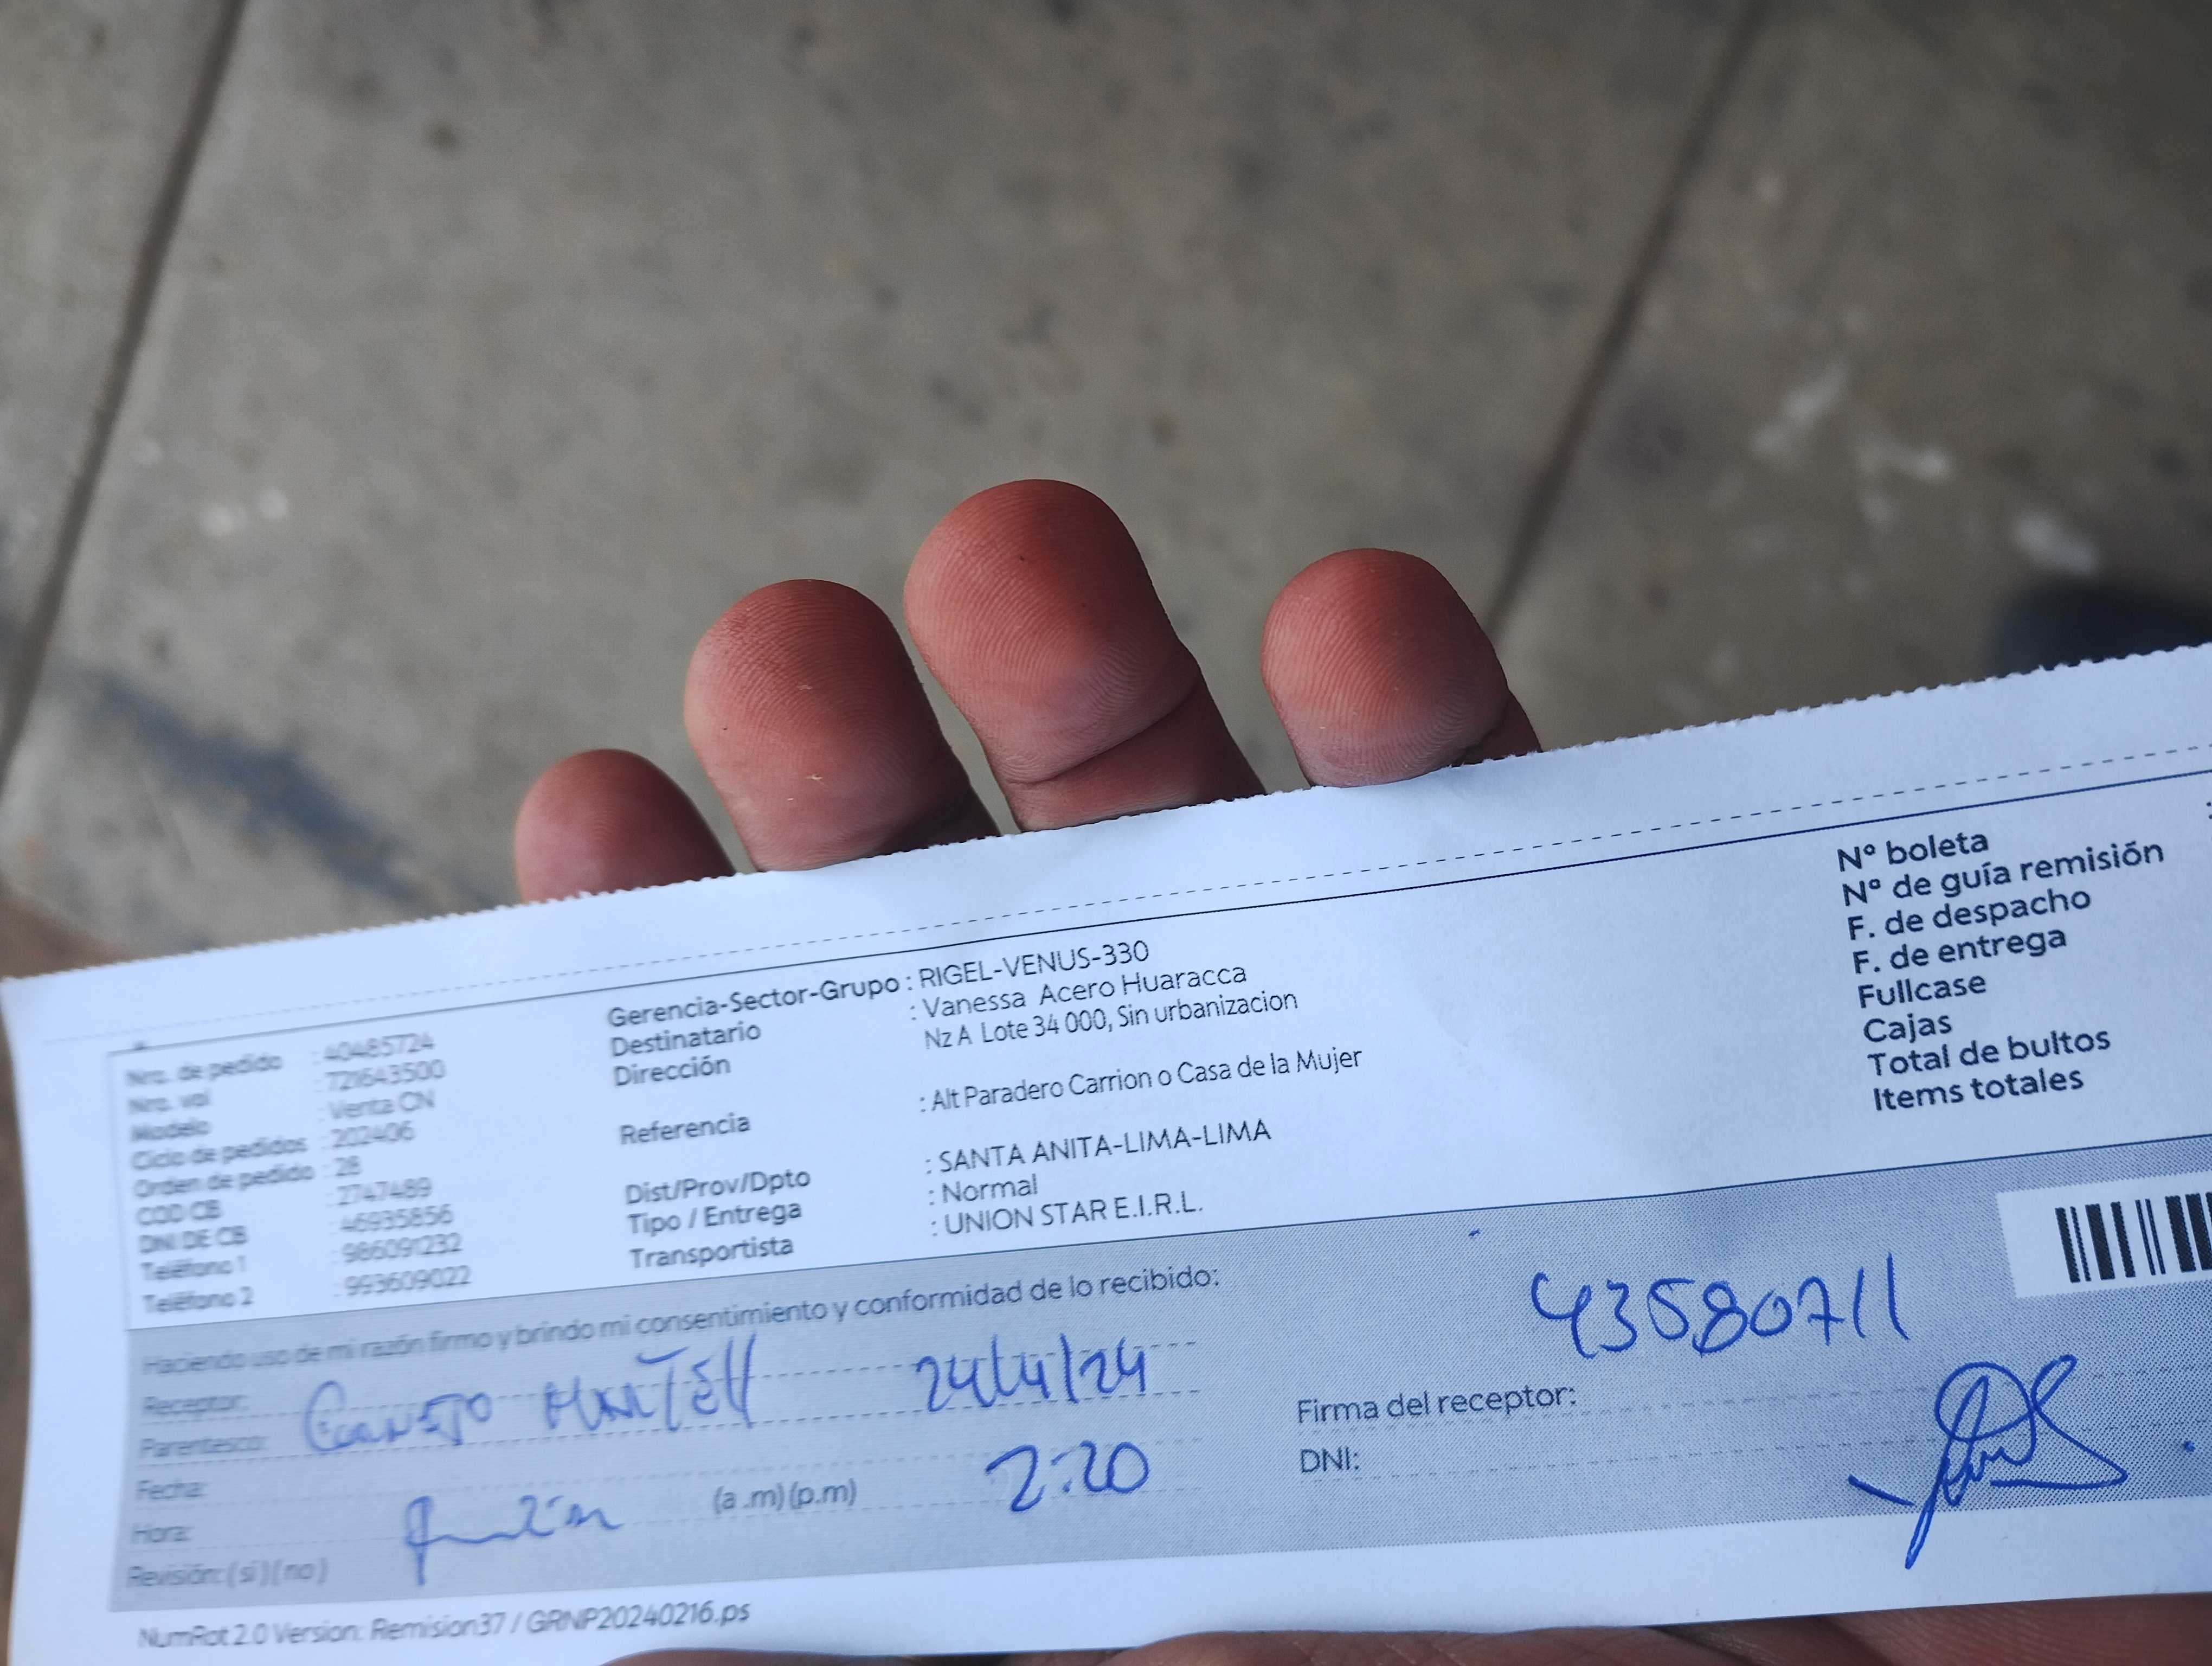 Nro. de pedido : 40485724
Nro. vol : 721643500
Modelo : Venta CN
Ciclo de pedidos : 202406
Orden de pedido : 28
COD CB : 2747489
DNI DE CB : 46935856
Teléfono 1 : 986091232
Teléfono 2 : 993609022
Gerencia-Sector-Grupo : RIGEL-VENUS-330
Destinatario : Vanessa Acero Huaracca
Dirección Nz A Lote 34 000, Sin urbanizacion
Referencia : Alt Paradero Carrion o Casa de la Mujer
Dist/Prov/Dpto : SANTA ANITA-LIMA-LIMA
Tipo / Entrega : Normal
Transportista : UNION STAR E.I.R.L.
N° boleta :
N° de guía remisión
F. de despacho
F. de entrega
Fullcase
Cajas
Total de bultos
Items totales
Haciendo uso de mi razón firmo y brindo mi consentimiento y conformidad de lo recibido:
Receptor:
Parentesco:
24/4/24
Fecha:
Hora: (a .m) (p.m) 2:20
Revisión: (si) (no)
43580711
Firma del receptor:
DNI:
NumRot 2.0 Version: Remision37 / GRNP20240216.ps